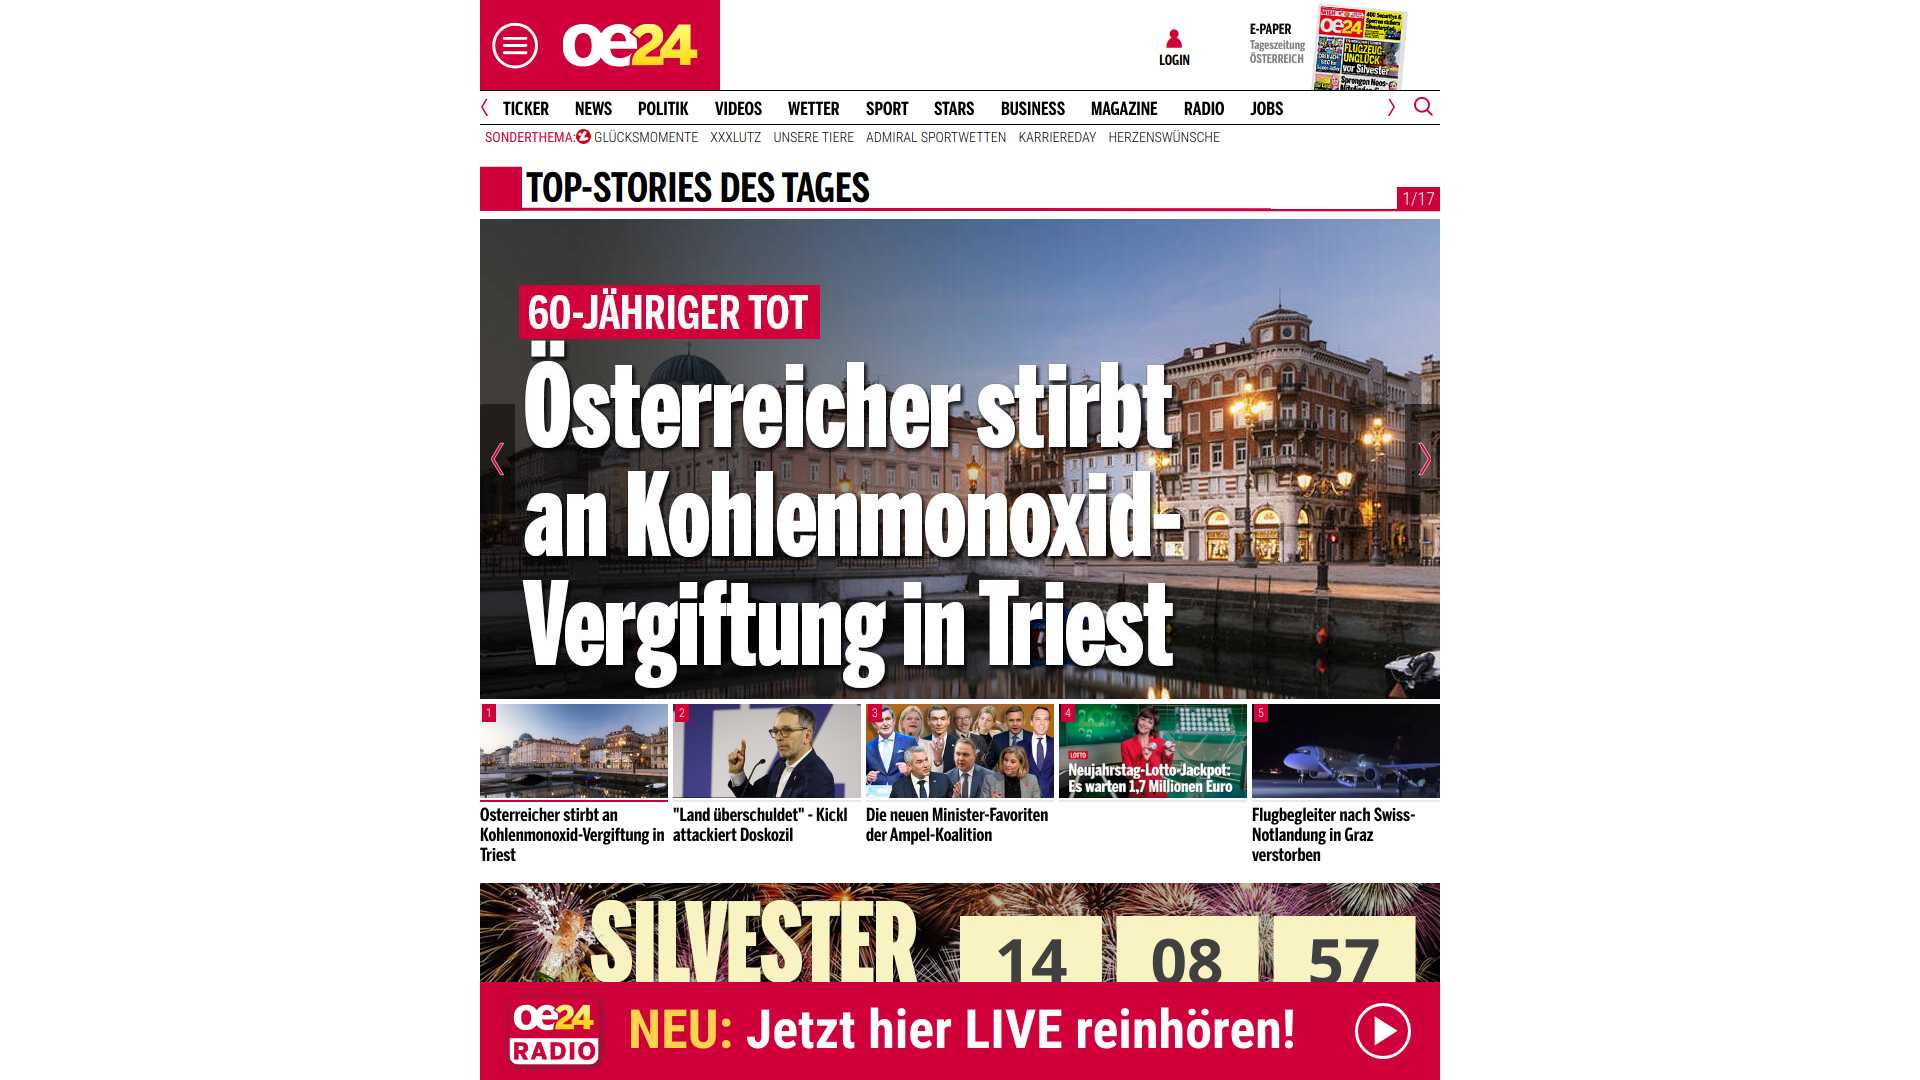 oe24
LOGIN
E-PAPER
Tageszeitung
ÖSTERREICH
oe24
FLUGZEUG-
UNGLÜCK
vor Silvester
TICKER NEWS POLITIK VIDEOS WETTER SPORT STARS BUSINESS MAGAZINE RADIO JOBS
SONDERTHEMA: GLÜCKSMOMENTE XXXLUTZ UNSERE TIERE ADMIRAL SPORTWETTEN KARRIEREDAY HERZENSWÜNSCHE
TOP-STORIES DES TAGES
1/17
60-JÄHRIGER TOT
Österreicher stirbt
an Kohlenmonoxid-
Vergiftung in Triest
1
Österreicher stirbt an
Kohlenmonoxid-Vergiftung in
Triest
2
"Land überschuldet" - Kickl
attackiert Doskozil
3
Die neuen Minister-Favoriten
der Ampel-Koalition
4
LOTTO
Neujahrstag-Lotto-Jackpot:
Es warten 1,7 Millionen Euro
5
Flugbegleiter nach Swiss-
Notlandung in Graz
verstorben
SILVESTER
14 08 57
oe24
RADIO
NEU: Jetzt hier LIVE reinhören!